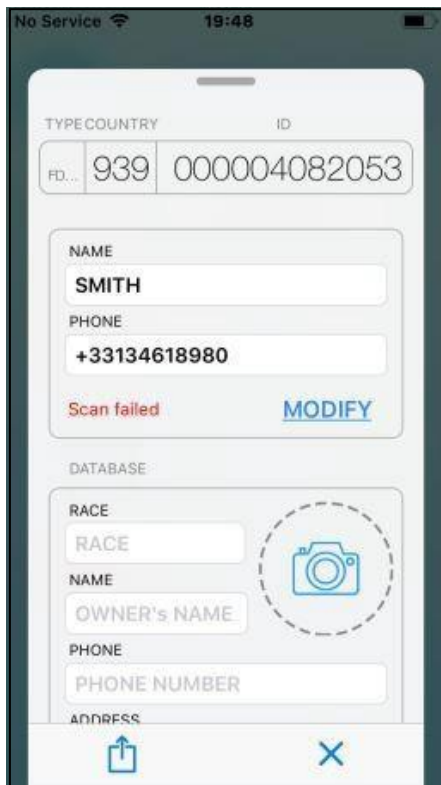 No Service 19:48
TYPE COUNTRY ID
FD... 939 000004082053
NAME
SMITH
PHONE
+33134618980
Scan failed MODIFY
DATABASE
RACE
RACE
NAME
OWNER's NAME
PHONE
PHONE NUMBER
ADDRESS